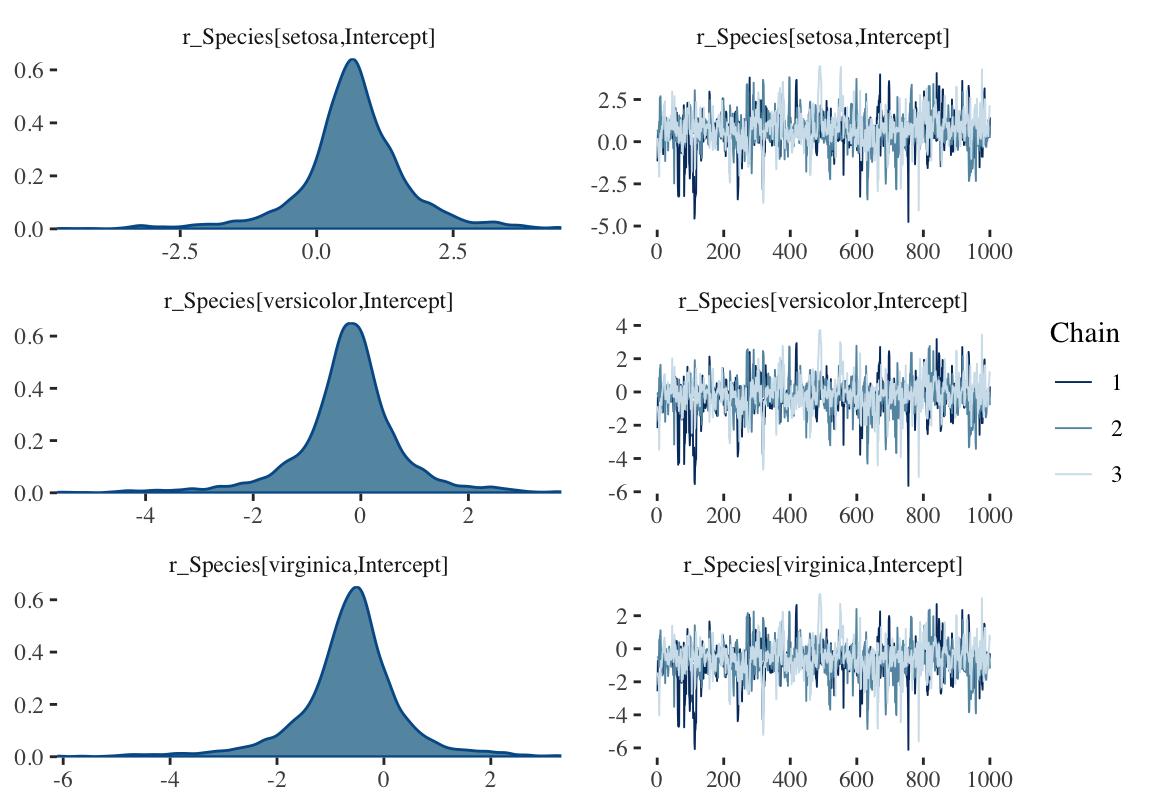 r_Species[setosa,Intercept]
0.6
0.4
0.2
0.0
-2.5 0.0 2.5
r_Species[setosa,Intercept]
2.5
0.0
-2.5
-5.0
0 200 400 600 800 1000
r_Species[versicolor,Intercept]
0.6
0.4
0.2
0.0
-4 -2 0 2
r_Species[versicolor,Intercept]
4
2
0
-2
-4
-6
0 200 400 600 800 1000
r_Species[virginica,Intercept]
0.6
0.4
0.2
0.0
-6 -4 -2 0 2
r_Species[virginica,Intercept]
2
0
-2
-4
-6
0 200 400 600 800 1000
Chain
1
2
3